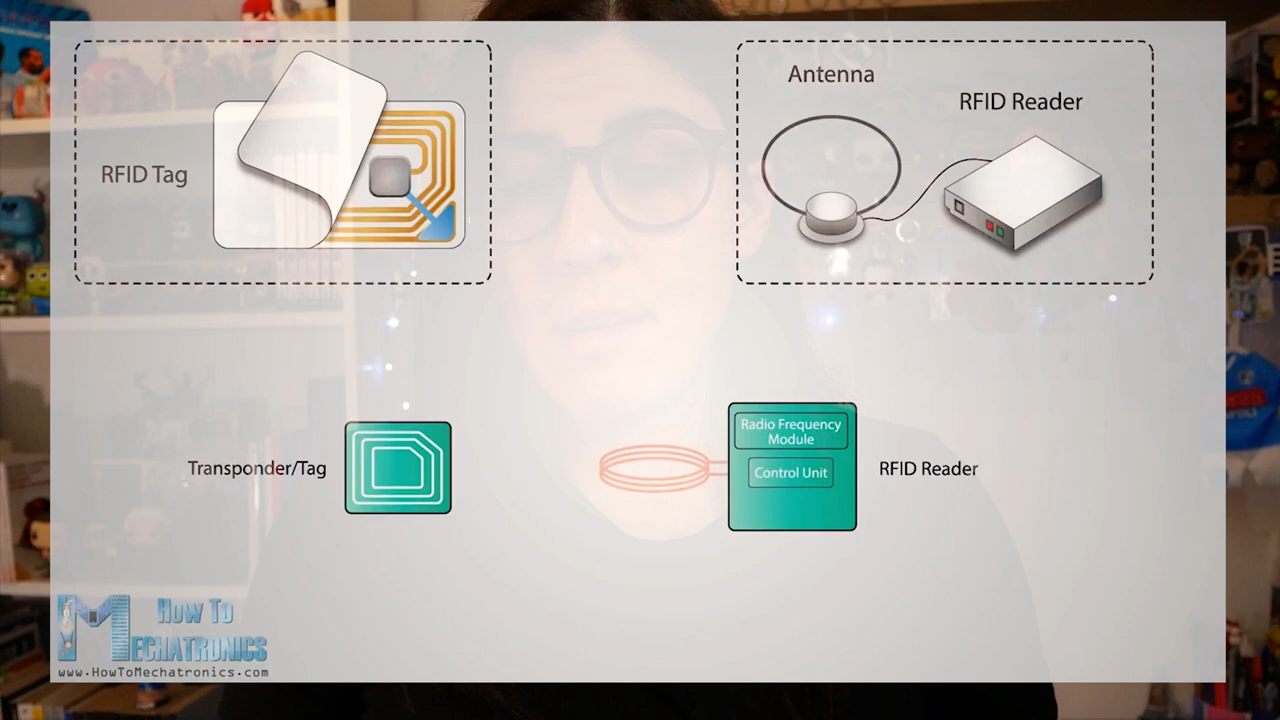 Antenna
RFID Reader
RFID Tag
Radio Frequency
Module
Control Unit
Transponder/Tag
RFID Reader
How To
Mechatronics
www.HowToMechatronics.com